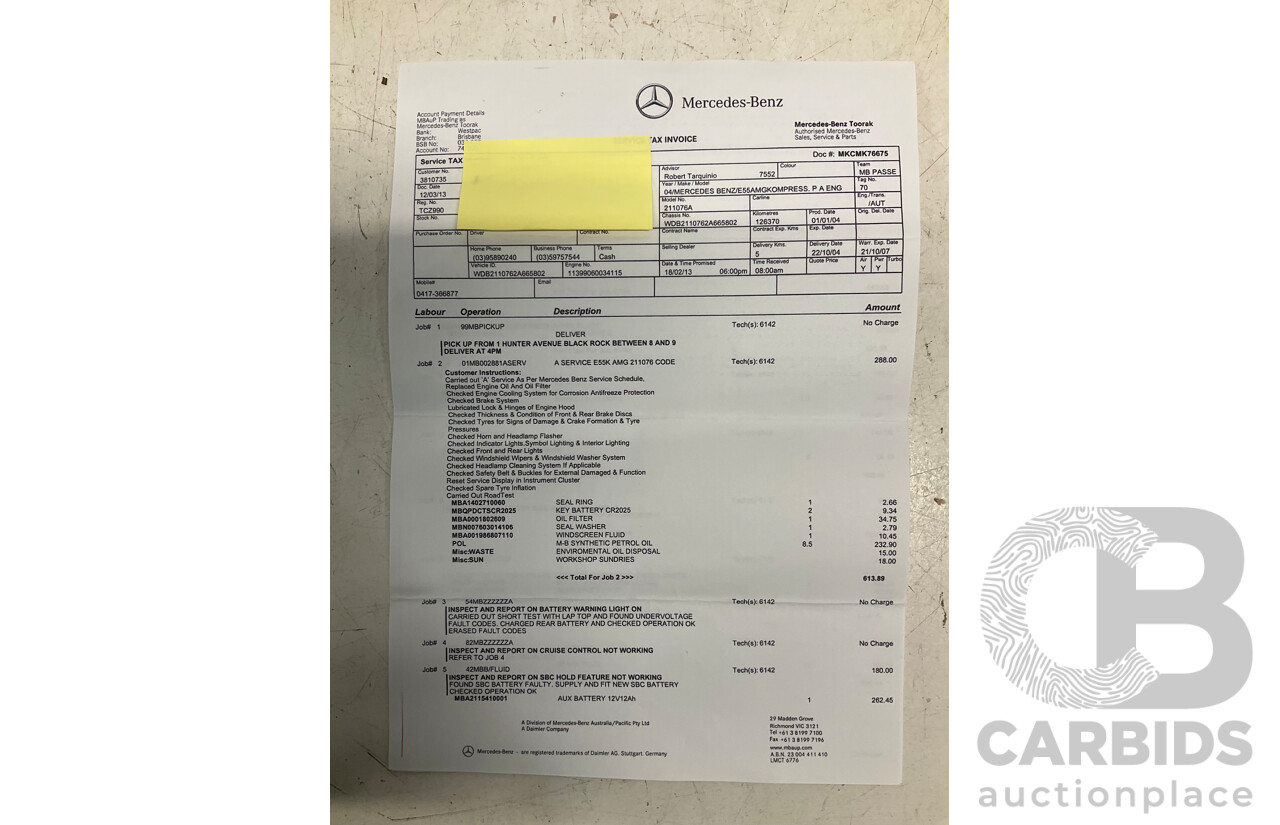 Mercedes-Benz
Account Payment Details
MBAuP Trading as
Mercedes-Benz Toorak
Bank: Westpac
Branch: Brisbane
BSB No: 03
Account No: 74
Mercedes-Benz Toorak
Authorised Mercedes-Benz
Sales, Service & Parts
TAX INVOICE
Service TAX
Doc #: MKCMK76675
Customer No. 3810735
Advisor Robert Tarquinio 7552
Colour
Team MB PASSE
Doc. Date 12/03/13
Year / Make / Model 04/MERCEDES BENZ/E55AMGKOMPRESS. P A ENG
Tag No. 70
Reg. No. TCZ990
Model No. 211076A
Carline
Eng./Trans. /AUT
Stock No.
Chassis No. WDB2110762A665802
Kilometres 126370
Prod. Date 01/01/04
Orig. Del. Date
Purchase Order No.
Driver
Contract No.
Contract Name
Contract Exp. Kms
Exp. Date
Home Phone (03)95890240
Business Phone (03)59757544
Terms Cash
Selling Dealer
Delivery Kms. 5
Delivery Date 22/10/04
Warr. Exp. Date 21/10/07
Vehicle ID. WDB2110762A665802
Engine No. 11399060034115
Date & Time Promised 18/02/13 06:00pm
Time Received 08:00am
Quote Price
Air Y
Pwr Y
Turbo
Mobile# 0417-366877
Email
Labour Operation Description Amount
Job# 1 99MBPICKUP Tech(s): 6142 No Charge
DELIVER
PICK UP FROM 1 HUNTER AVENUE BLACK ROCK BETWEEN 8 AND 9
DELIVER AT 4PM
Job# 2 01MB002881ASERV A SERVICE E55K AMG 211076 CODE Tech(s): 6142 288.00
Customer Instructions:
Carried out 'A' Service As Per Mercedes Benz Service Schedule,
Replaced Engine Oil And Oil Filter
Checked Engine Cooling System for Corrosion Antifreeze Protection
Checked Brake System
Lubricated Lock & Hinges of Engine Hood
Checked Thickness & Condition of Front & Rear Brake Discs
Checked Tyres for Signs of Damage & Crake Formation & Tyre
Pressures
Checked Horn and Headlamp Flasher
Checked Indicator Lights,Symbol Lighting & Interior Lighting
Checked Front and Rear Lights
Checked Windshield Wipers & Windshield Washer System
Checked Headlamp Cleaning System If Applicable
Checked Safety Belt & Buckles for External Damaged & Function
Reset Service Display in Instrument Cluster
Checked Spare Tyre Inflation
Carried Out RoadTest
MBA1402710060 SEAL RING 1 2.66
MBQPDCTSCR2025 KEY BATTERY CR2025 2 9.34
MBA0001802609 OIL FILTER 1 34.75
MBN007603014106 SEAL WASHER 1 2.79
MBA001986807110 WINDSCREEN FLUID 1 10.45
POL M-B SYNTHETIC PETROL OIL 8.5 232.90
Misc:WASTE ENVIROMENTAL OIL DISPOSAL 15.00
Misc:SUN WORKSHOP SUNDRIES 18.00
<<< Total For Job 2 >>> 613.89
Job# 3 54MBZZZZZZA Tech(s): 6142 No Charge
INSPECT AND REPORT ON BATTERY WARNING LIGHT ON
CARRIED OUT SHORT TEST WITH LAP TOP AND FOUND UNDERVOLTAGE
FAULT CODES. CHARGED REAR BATTERY AND CHECKED OPERATION OK
ERASED FAULT CODES
Job# 4 82MBZZZZZZA Tech(s): 6142 No Charge
INSPECT AND REPORT ON CRUISE CONTROL NOT WORKING
REFER TO JOB 4
Job# 5 42MBB/FLUID Tech(s): 6142 180.00
INSPECT AND REPORT ON SBC HOLD FEATURE NOT WORKING
FOUND SBC BATTERY FAULTY. SUPPLY AND FIT NEW SBC BATTERY
CHECKED OPERATION OK
MBA2115410001 AUX BATTERY 12V12Ah 1 262.45
A Division of Mercedes-Benz Australia/Pacific Pty Ltd
A Daimler Company
Mercedes-Benz – are registered trademarks of Daimler AG. Stuttgart. Germany
29 Madden Grove
Richmond VIC 3121
Tel +61 3 8199 7100
Fax +61 3 8199 7196
www.mbaup.com
A.B.N. 23 004 411 410
LMCT 6776
CB
CARBIDS
auctionplace